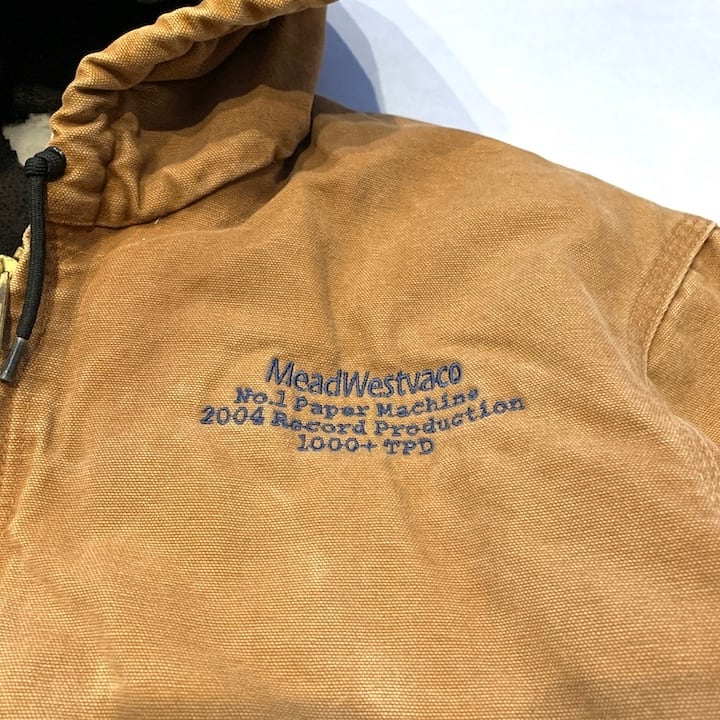 MeadWestvaco
No.1 Paper Machine
2004 Record Production
1000+ TPD